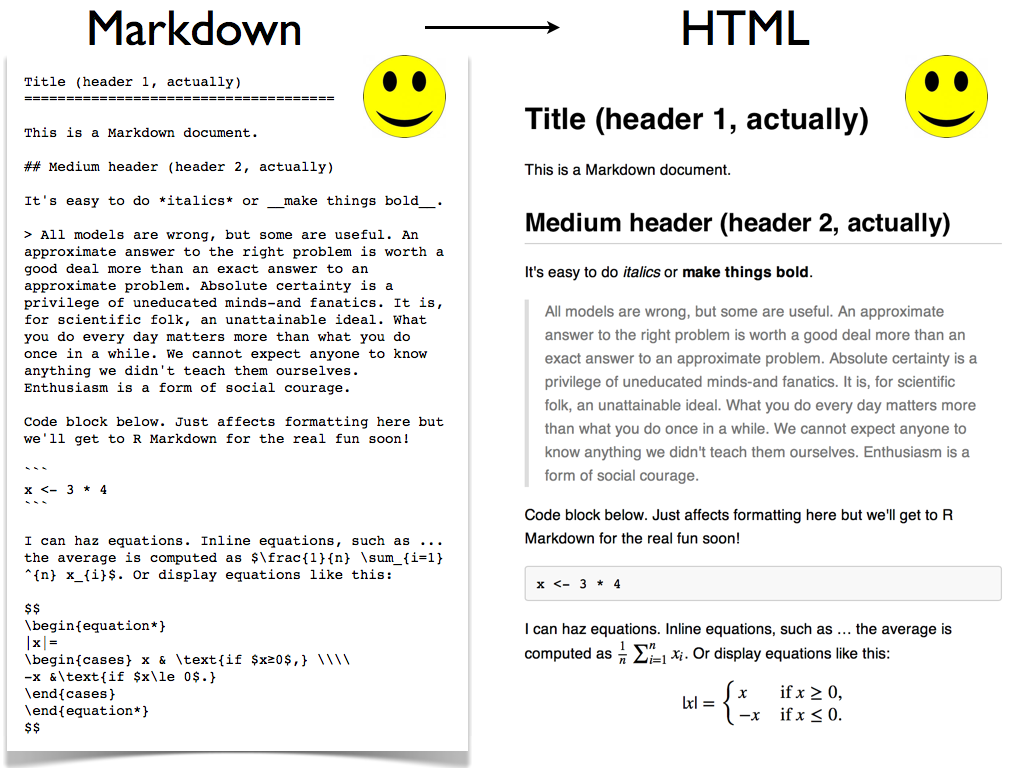 Markdown
HTML
Title (header 1, actually)
=====================================
This is a Markdown document.
## Medium header (header 2, actually)
It's easy to do *italics* or __make things bold__.
> All models are wrong, but some are useful. An
approximate answer to the right problem is worth a
good deal more than an exact answer to an
approximate problem. Absolute certainty is a
privilege of uneducated minds-and fanatics. It is,
for scientific folk, an unattainable ideal. What
you do every day matters more than what you do
once in a while. We cannot expect anyone to know
anything we didn't teach them ourselves.
Enthusiasm is a form of social courage.
Code block below. Just affects formatting here but
we'll get to R Markdown for the real fun soon!
```
x <- 3 * 4
```
I can haz equations. Inline equations, such as ...
the average is computed as $\frac{1}{n} \sum_{i=1}
^{n} x_{i}$. Or display equations like this:
$$
\begin{equation*}
|x|=
\begin{cases} x & \text{if $x≥0$,} \\\\
-x &\text{if $x\le 0$.}
\end{cases}
\end{equation*}
$$
Title (header 1, actually)
This is a Markdown document.
Medium header (header 2, actually)
It's easy to do italics or make things bold.
All models are wrong, but some are useful. An approximate
answer to the right problem is worth a good deal more than an
exact answer to an approximate problem. Absolute certainty is a
privilege of uneducated minds-and fanatics. It is, for scientific
folk, an unattainable ideal. What you do every day matters more
than what you do once in a while. We cannot expect anyone to
know anything we didn't teach them ourselves. Enthusiasm is a
form of social courage.
Code block below. Just affects formatting here but we'll get to R
Markdown for the real fun soon!
x <- 3 * 4
I can haz equations. Inline equations, such as … the average is
computed as 1/n ∑ⁿᵢ₌₁ xᵢ. Or display equations like this:
|x| = { x if x ≥ 0,
−x if x ≤ 0.